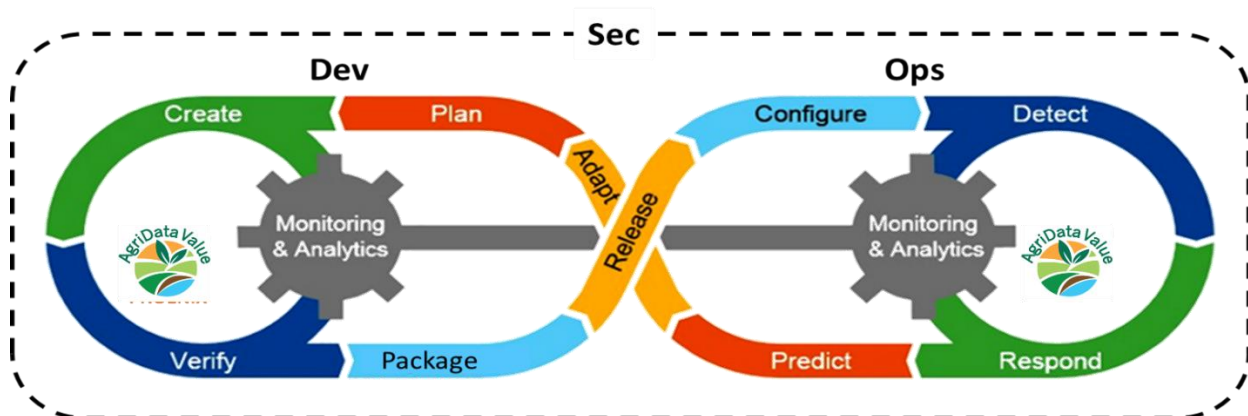 Sec
Dev
Ops
Create
Plan
Configure
Detect
Adapt
Release
Monitoring
& Analytics
Monitoring
& Analytics
AgriData Value
AgriData Value
Verify
Package
Predict
Respond